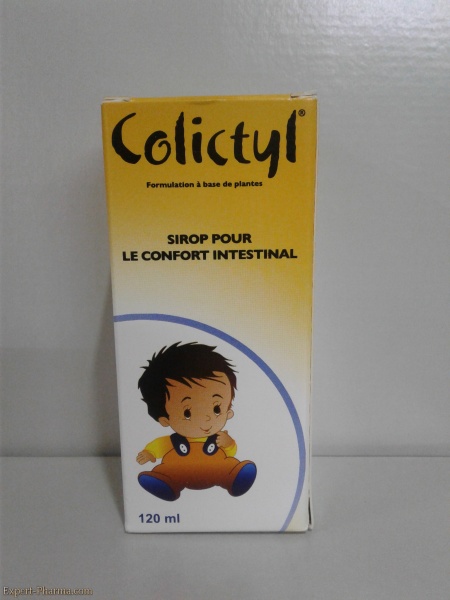 Colictyl®
Formulation à base de plantes
SIROP POUR
LE CONFORT INTESTINAL
120 ml
Expert-Pharma.com